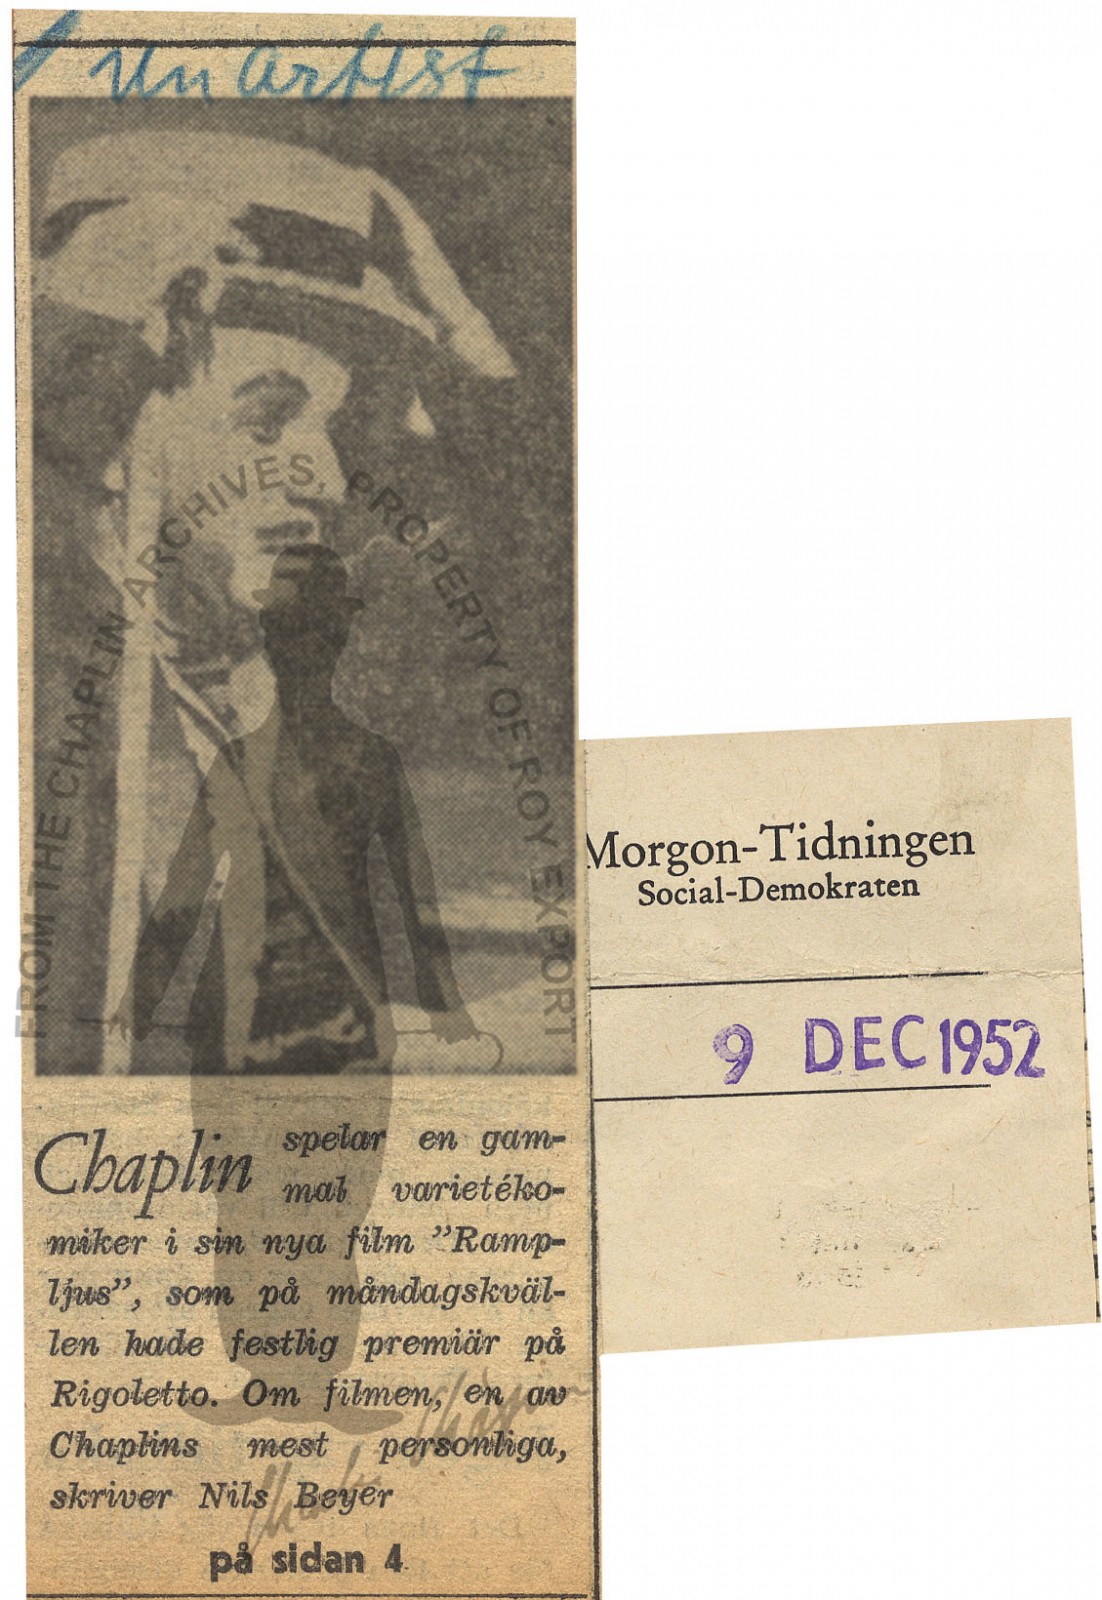 Un artist
FROM THE CHAPLIN ARCHIVES, PROPERTY OF ROY EXPORT
Chaplin spelar en gam-
mal varietéko-
miker i sin nya film ”Ramp-
ljus”, som på måndagskväl-
len hade festlig premiär på
Rigoletto. Om filmen, en av
Chaplins mest personliga,
skriver Nils Beyer
på sidan 4
Morgon-Tidningen
Social-Demokraten
9 DEC 1952